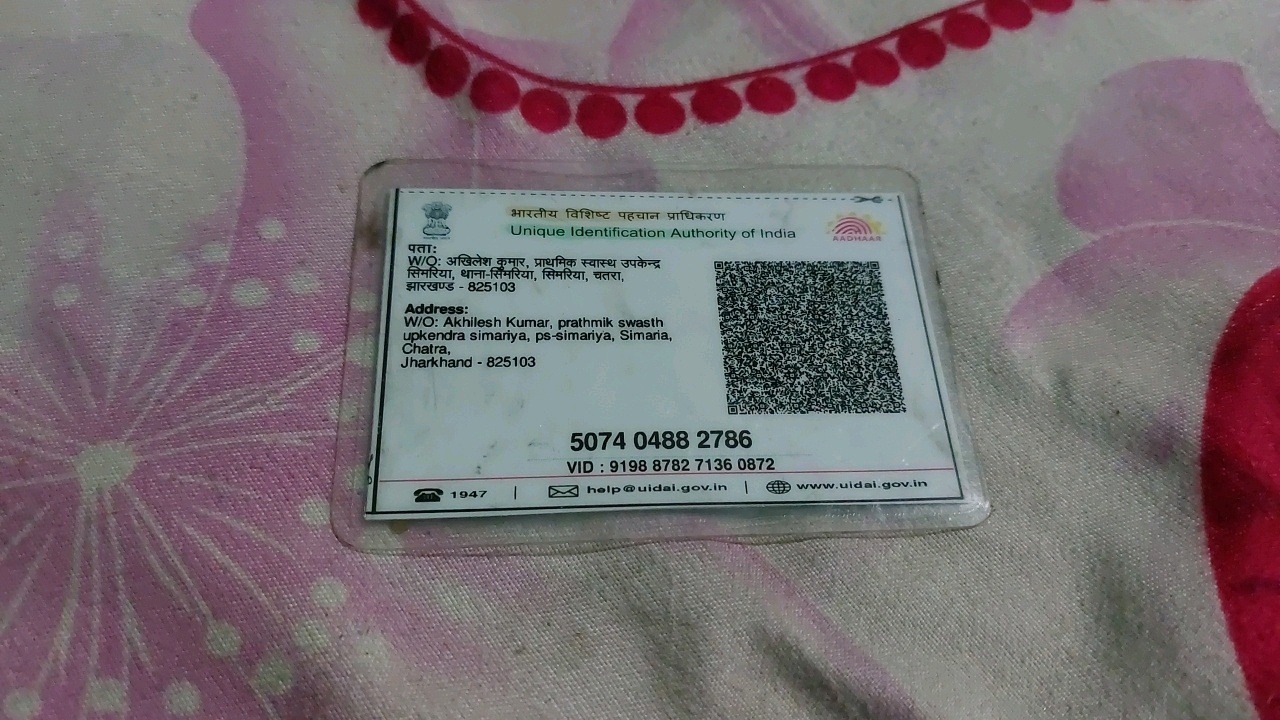 भारतीय विशिष्ट पहचान प्राधिकरण
Unique Identification Authority of India
AADHAAR
पता:
W/O: अखिलेश कुमार, प्राथमिक स्वास्थ उपकेन्द्र
सिमरिया, थाना-सिमरिया, सिमरिया, चतरा,
झारखण्ड - 825103
Address:
W/O: Akhilesh Kumar, prathmik swasth
upkendra simariya, ps-simariya, Simaria,
Chatra,
Jharkhand - 825103
5074 0488 2786
VID : 9198 8782 7136 0872
1947 | help@uidai.gov.in | www.uidai.gov.in